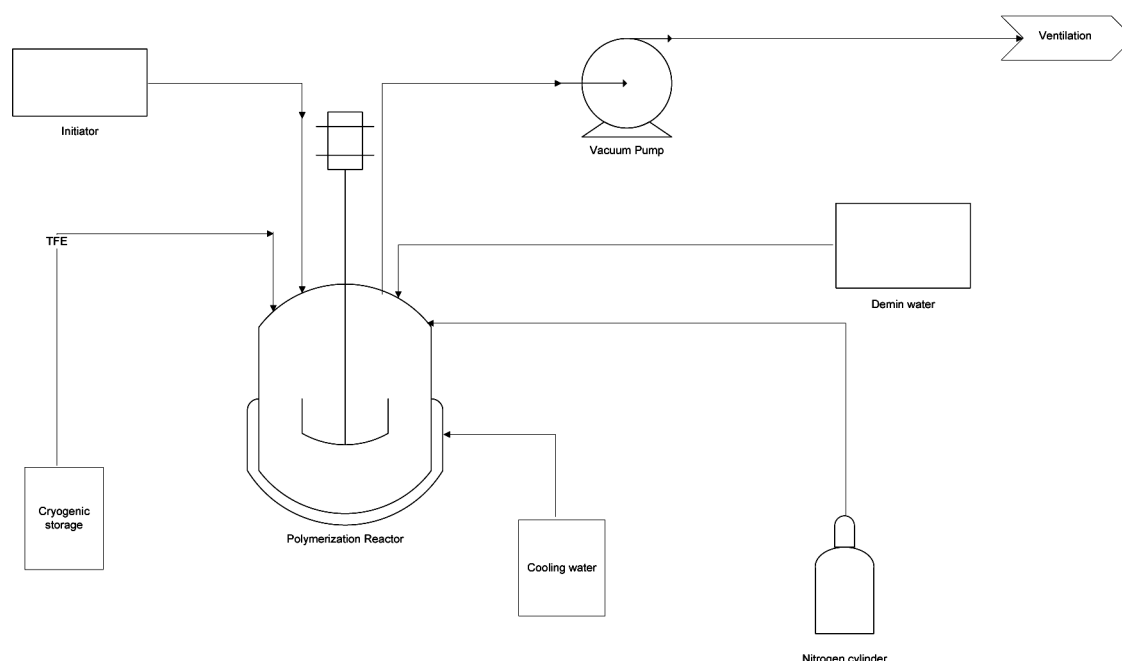 Ventilation
Initiator
Vacuum Pump
TFE
Demin water
Cryogenic
storage
Polymerization Reactor
Cooling water
Nitrogen cylinder